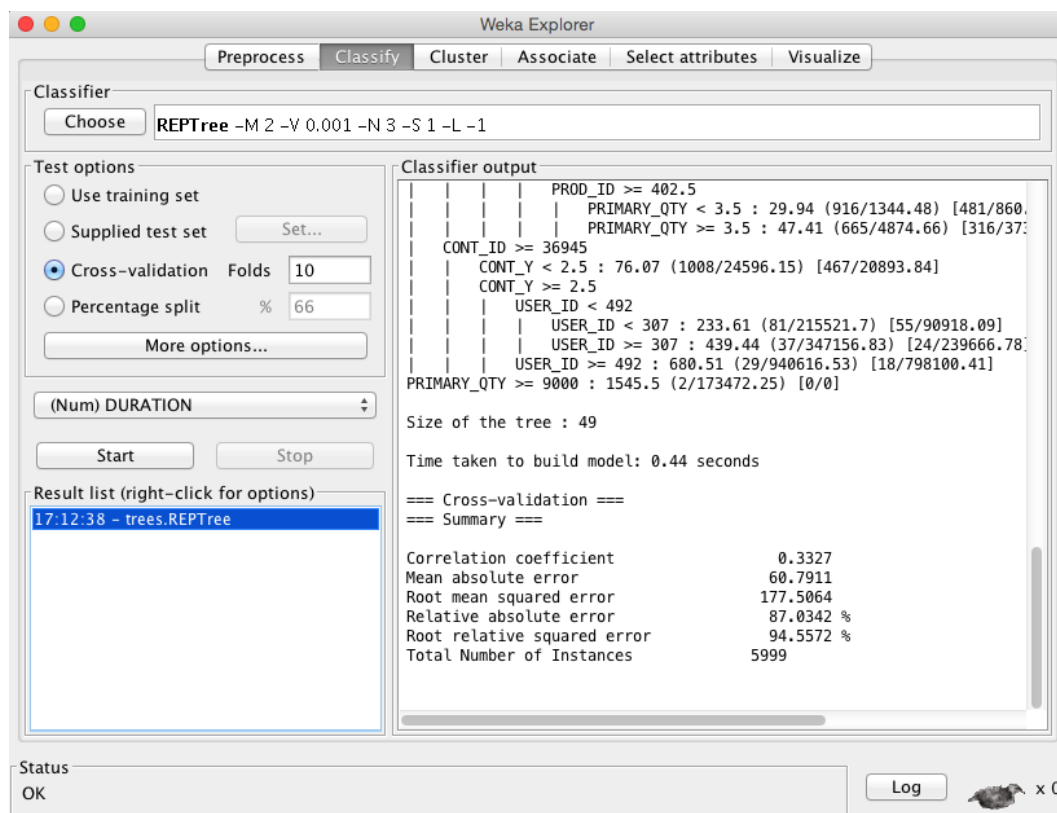 Weka Explorer
Preprocess Classify Cluster Associate Select attributes Visualize
Classifier
Choose REPTree -M 2 -V 0.001 -N 3 -S 1 -L -1
Test options
Use training set
Supplied test set Set...
Cross-validation Folds 10
Percentage split % 66
More options...
(Num) DURATION
Start Stop
Result list (right-click for options)
17:12:38 - trees.REPTree
Classifier output
| | | | PROD_ID >= 402.5
| | | | | PRIMARY_QTY < 3.5 : 29.94 (916/1344.48) [481/860.
| | | | | PRIMARY_QTY >= 3.5 : 47.41 (665/4874.66) [316/373
| CONT_ID >= 36945
| | CONT_Y < 2.5 : 76.07 (1008/24596.15) [467/20893.84]
| | CONT_Y >= 2.5
| | | USER_ID < 492
| | | | USER_ID < 307 : 233.61 (81/215521.7) [55/90918.09]
| | | | USER_ID >= 307 : 439.44 (37/347156.83) [24/239666.78]
| | | USER_ID >= 492 : 680.51 (29/940616.53) [18/798100.41]
PRIMARY_QTY >= 9000 : 1545.5 (2/173472.25) [0/0]
Size of the tree : 49
Time taken to build model: 0.44 seconds
=== Cross-validation ===
=== Summary ===
Correlation coefficient 0.3327
Mean absolute error 60.7911
Root mean squared error 177.5064
Relative absolute error 87.0342 %
Root relative squared error 94.5572 %
Total Number of Instances 5999
Status
OK
Log x 0